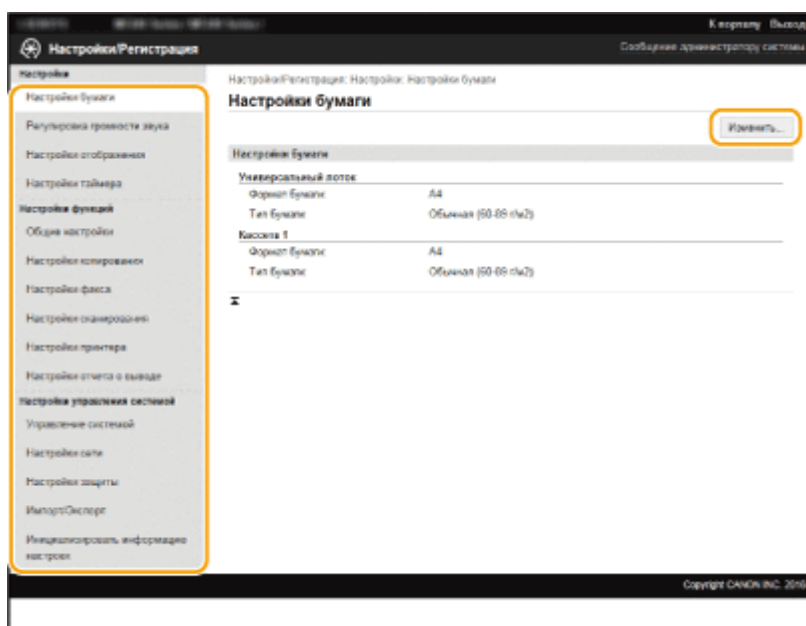 К порталу Выход
Настройки/Регистрация
Сообщение администратору системы
Настройки
Настройки бумаги
Регулировка громкости звука
Настройки отображения
Настройки таймера
Настройки функций
Общие настройки
Настройки копирования
Настройки факса
Настройки сканирования
Настройки принтера
Настройки отчета о выводе
Настройки управления системой
Управление системой
Настройки сети
Настройки защиты
Импорт/Экспорт
Инициализировать информацию
настроек
Настройки/Регистрация: Настройки: Настройки бумаги
Настройки бумаги
Изменить...
Настройки бумаги
Универсальный лоток
Формат бумаги: A4
Тип бумаги: Обычная (60-89 г/м2)
Кассета 1
Формат бумаги: A4
Тип бумаги: Обычная (60-89 г/м2)
Copyright CANON INC. 2016